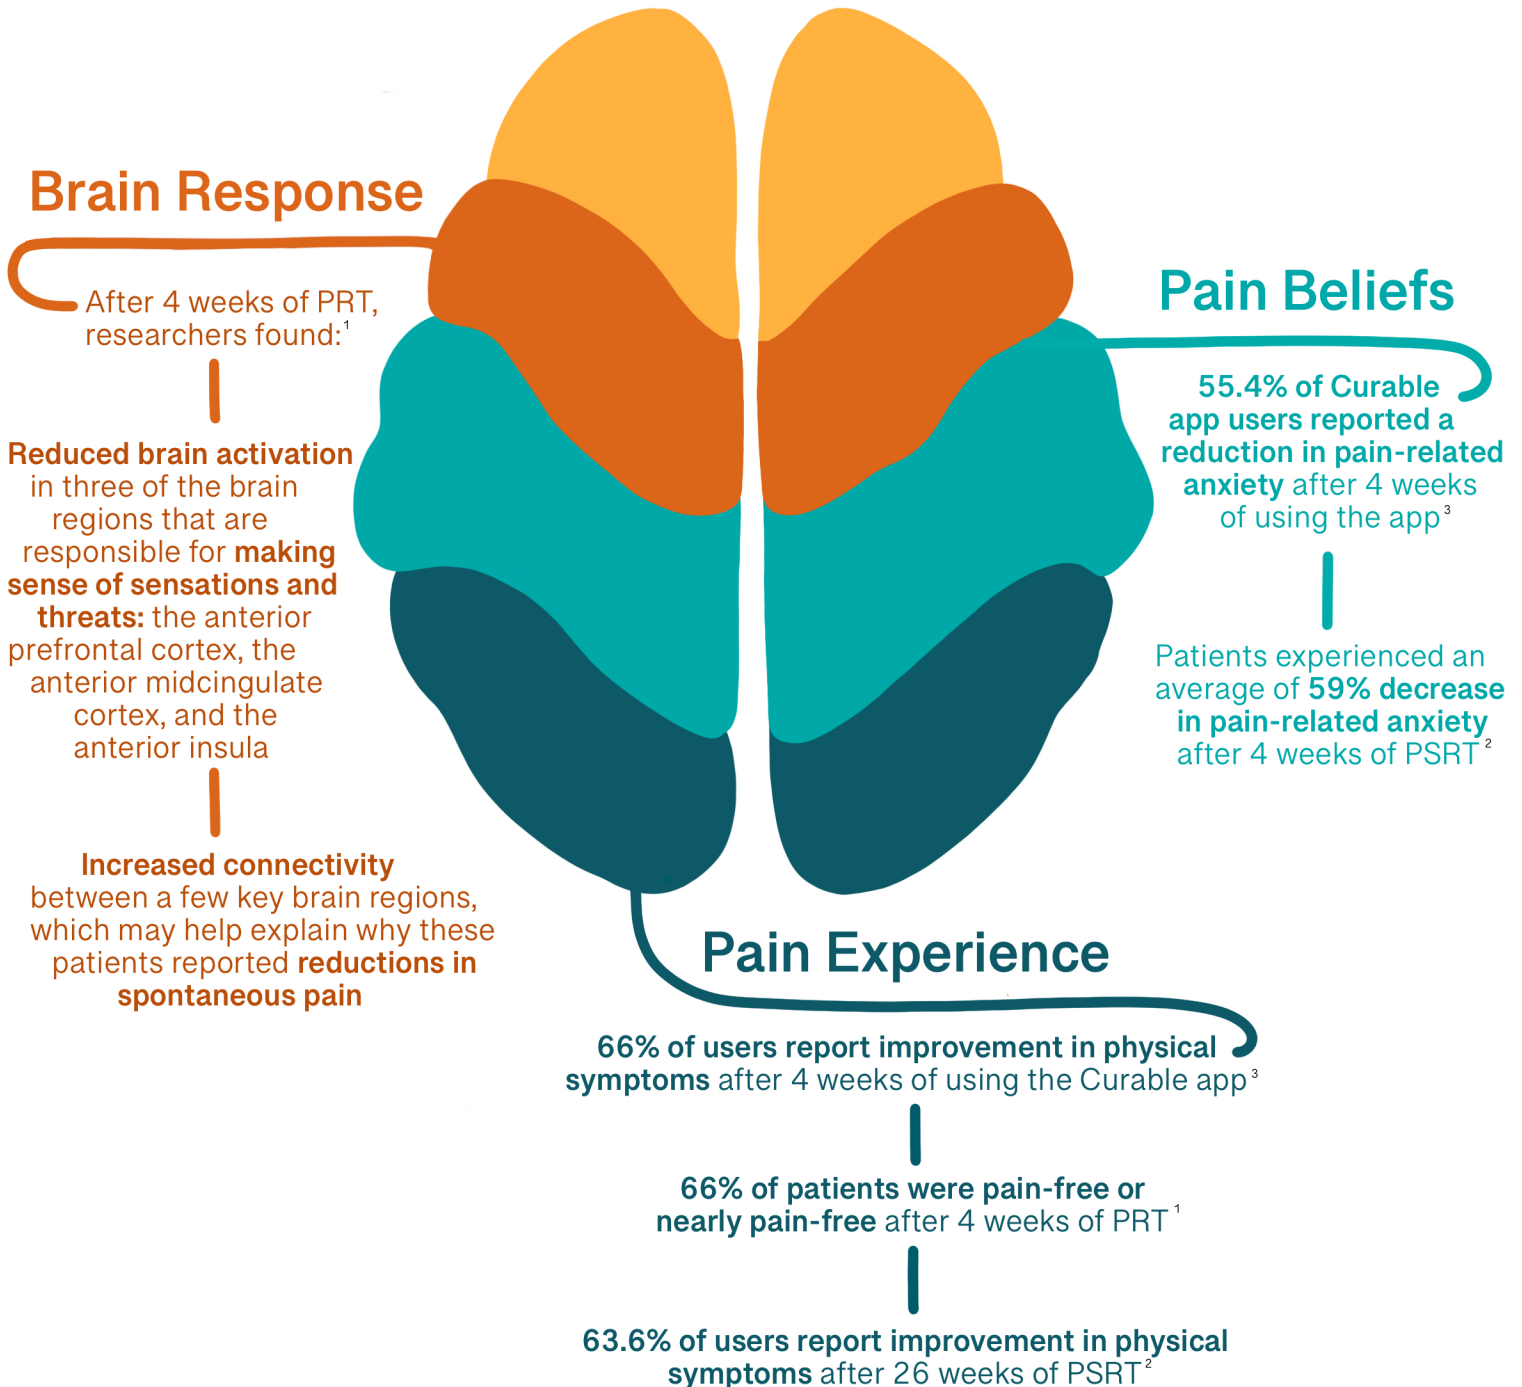 Brain Response
After 4 weeks of PRT,
researchers found:1
Reduced brain activation
in three of the brain
regions that are
responsible for making
sense of sensations and
threats: the anterior
prefrontal cortex, the
anterior midcingulate
cortex, and the
anterior insula
Increased connectivity
between a few key brain regions,
which may help explain why these
patients reported reductions in
spontaneous pain
Pain Beliefs
55.4% of Curable
app users reported a
reduction in pain-related
anxiety after 4 weeks
of using the app3
Patients experienced an
average of 59% decrease
in pain-related anxiety
after 4 weeks of PSRT2
Pain Experience
66% of users report improvement in physical
symptoms after 4 weeks of using the Curable app3
66% of patients were pain-free or
nearly pain-free after 4 weeks of PRT1
63.6% of users report improvement in physical
symptoms after 26 weeks of PSRT2